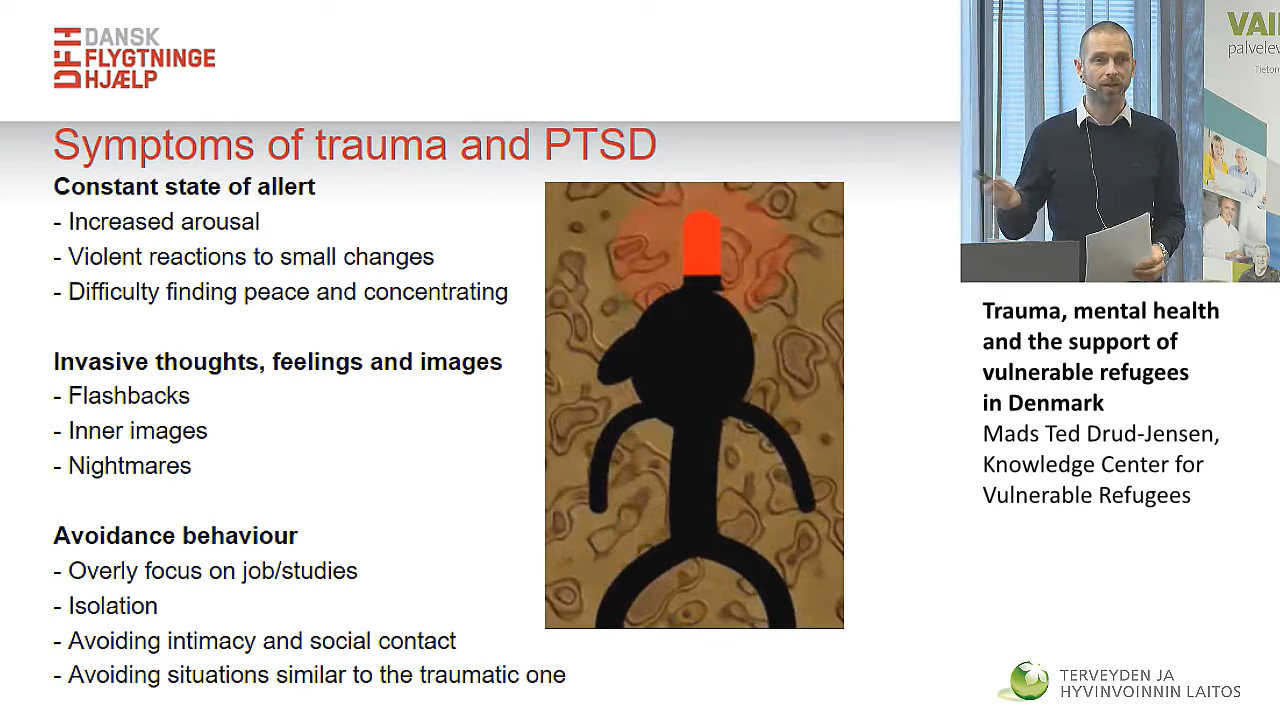 DFH DANSK
FLYGTNINGE
HJÆLP
Symptoms of trauma and PTSD
Constant state of allert
- Increased arousal
- Violent reactions to small changes
- Difficulty finding peace and concentrating
Invasive thoughts, feelings and images
- Flashbacks
- Inner images
- Nightmares
Avoidance behaviour
- Overly focus on job/studies
- Isolation
- Avoiding intimacy and social contact
- Avoiding situations similar to the traumatic one
Trauma, mental health
and the support of
vulnerable refugees
in Denmark
Mads Ted Drud-Jensen,
Knowledge Center for
Vulnerable Refugees
TERVEYDEN JA
HYVINVOINNIN LAITOS